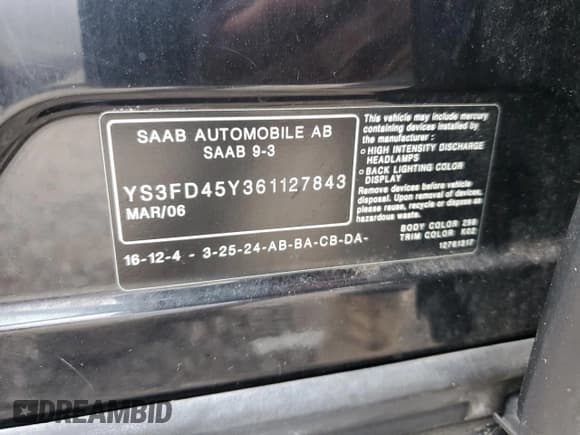 SAAB AUTOMOBILE AB
SAAB 9-3
YS3FD45Y361127843
MAR/06
16-12-4 - 3-25-24-AB-BA-CB-DA-
This vehicle may include mercury
containing devices installed by
the manufacturer:
○ HIGH INTENSITY DISCHARGE
HEADLAMPS
○ BACK LIGHTING COLOR
DISPLAY
Remove devices before vehicle
disposal. Upon removal of devices,
please reuse, recycle or dispose as
hazardous waste.
BODY COLOR 298
TRIM COLOR K02
12761217
DREAMBID